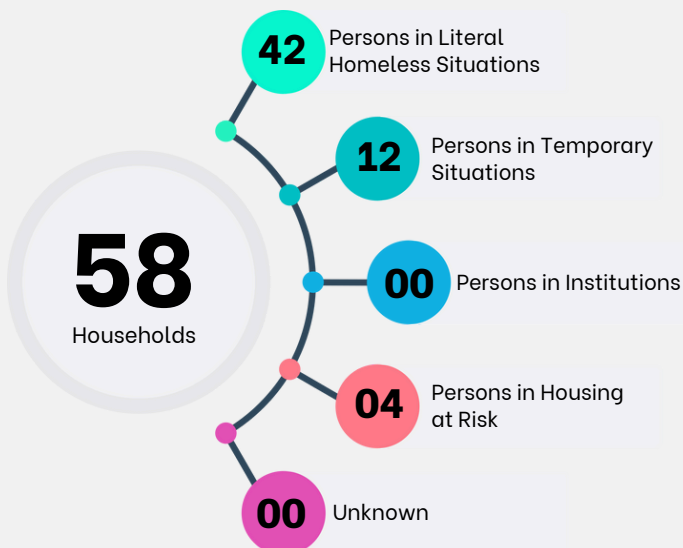 42
Persons in Literal
Homeless Situations
12
Persons in Temporary
Situations
58
Households
00
Persons in Institutions
04
Persons in Housing
at Risk
00
Unknown